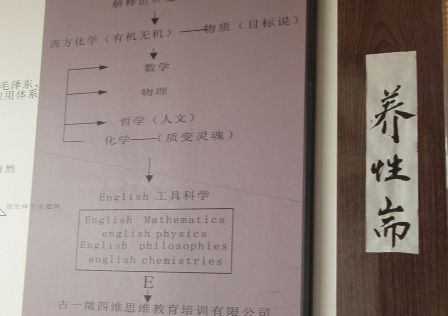 解释世界
西方化学（有机无机）——物质（目标说）
毛泽东、
用体系
数学
物理
哲学（人文）
化学——（质变灵魂）
然
English 工具科学
English Mathematics
english physics
English philosophies
english chemistries
E
古一微四维思维教育培训有限公司
养性